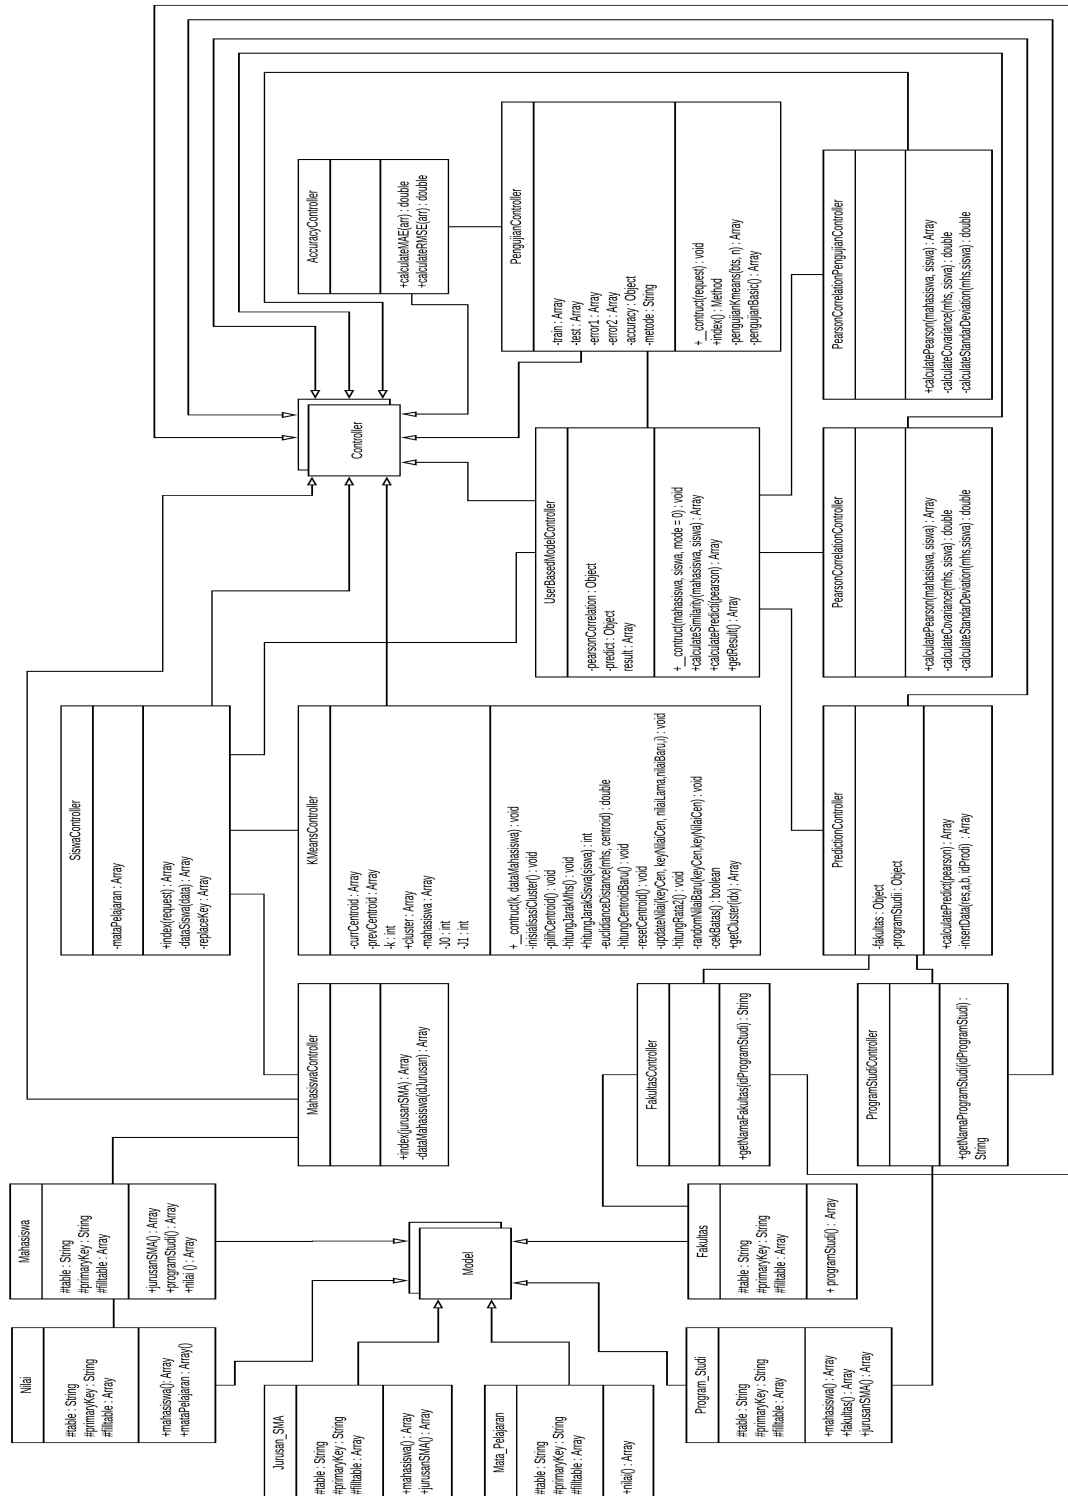 AccuracyController
+calculateMAE(arr) : double
+calculateRMSE(arr) : double
PengujianController
-train : Array
-test : Array
-error1 : Array
-error2 : Array
-accuracy : Object
-metode : String
+__contruct(request) : void
+index() : Method
-pengujianKmeans(bts, n) : Array
-pengujianBasic() : Array
PearsonCorrelationPengujianController
+calculatePearson(mahasiswa, siswa) : Array
-calculateCovariance(mhs, siswa) : double
-calculateStandarDeviation(mhs,siswa) : double
Controller
UserBasedModelController
-pearsonCorrelation : Object
-predict : Object
result : Array
+__contruct(mahasiswa, siswa, mode = 0) : void
+calculateSimilarity(mahasiswa, siswa) : Array
+calculatePredict(pearson) : Array
+getResult() : Array
PearsonCorrelationController
+calculatePearson(mahasiswa, siswa) : Array
-calculateCovariance(mhs, siswa) : double
-calculateStandarDeviation(mhs,siswa) : double
SiswaController
-mataPelajaran : Array
+index(request) : Array
-dataSiswa(data) : Array
-replaceKey : Array
KMeansController
-currCentroid : Array
-prevCentroid : Array
-k : int
+cluster : Array
-mahasiswa : Array
-J0 : int
-J1 : int
+__contruct(k, dataMahasiswa) : void
-inisialsasiCluster() : void
-pilihCentroid() : void
-hitungJarakMhs() : void
+hitungJarakSiswa(siswa) : int
-euclidianceDistance(mhs, centroid) : double
-hitungCentroidBaru() : void
-resetCentroid() : void
-updateNilai(keyCen, keyNilaiCen, nilaiLama,nilaiBaru,i) : void
-hitungRata2() : void
-randomNilaiBaru(keyCen,keyNilaiCen) : void
-cekBatas() : boolean
+getCluster(idx) : Array
PredictionController
-fakultas : Object
-programStudii : Object
+calculatePredict(pearson) : Array
-insertData(res,a,b, idProdi) : Array
MahasiswaController
+index(jurusanSMA) : Array
-dataMahasiswa(idJurusan) : Array
FakultasController
+getNamaFakultas(idProgramStudi) : String
ProgramStudiController
+getNamaProgramStudi(idProgramStudi) :
String
Mahasiswa
#table : String
#primaryKey : String
#filltable : Array
+jurusanSMA() : Array
+programStudi() : Array
+nilai () : Array
Model
Fakultas
#table : String
#primaryKey : String
#filltable : Array
+ programStudi() : Array
Nilai
#table : String
#primaryKey : String
#filltable : Array
+mahasiswa(): Array
+mataPelajaran : Array()
Jurusan_SMA
#table : String
#primaryKey : String
#filltable : Array
+mahasiswa() : Array
+jurusanSMA() : Array
Mata_Pelajaran
#table : String
#primaryKey : String
#filltable : Array
+nilai() : Array
Program_Studi
#table : String
#primaryKey : String
#filltable : Array
+mahasiswa() : Array
+fakultas() : Array
+jurusanSMA() : Array